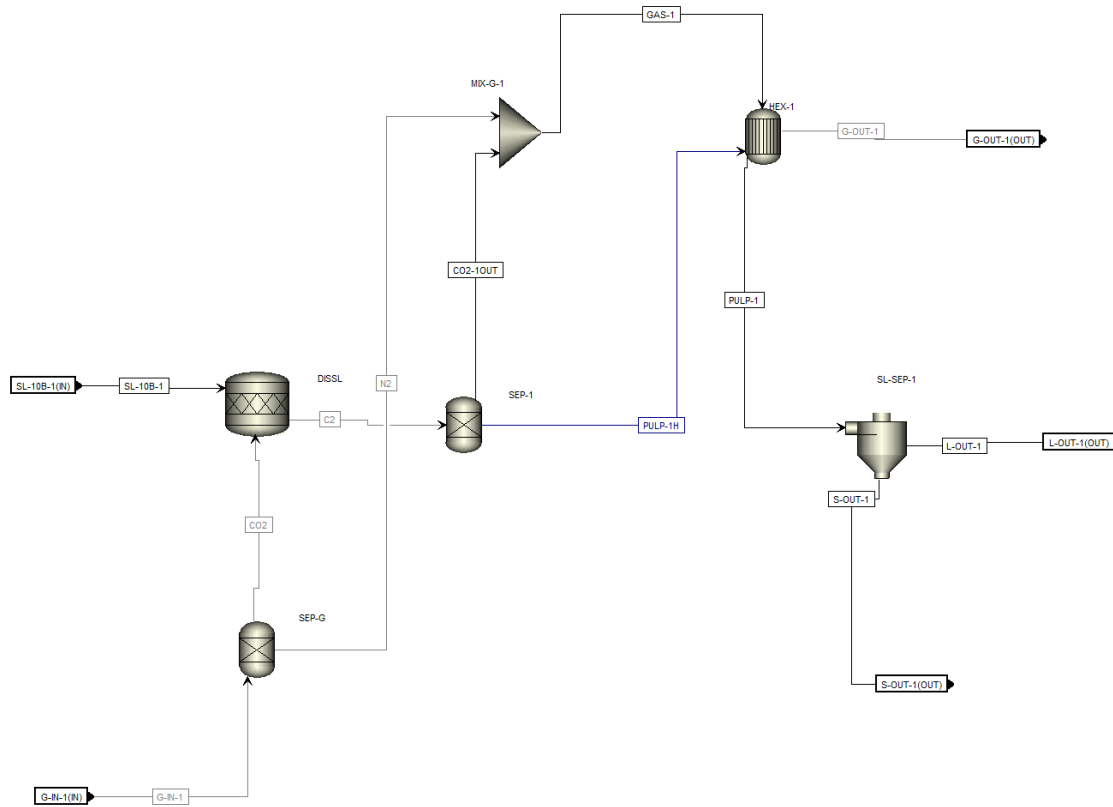 GAS-1
MIX-G-1
HEX-1
G-OUT-1
G-OUT-1(OUT)
CO2-1OUT
PULP-1
SL-10B-1(IN)
SL-10B-1
DISSL
N2
SEP-1
SL-SEP-1
C2
PULP-1H
L-OUT-1
L-OUT-1(OUT)
S-OUT-1
CO2
SEP-G
S-OUT-1(OUT)
G-IN-1(IN)
G-IN-1